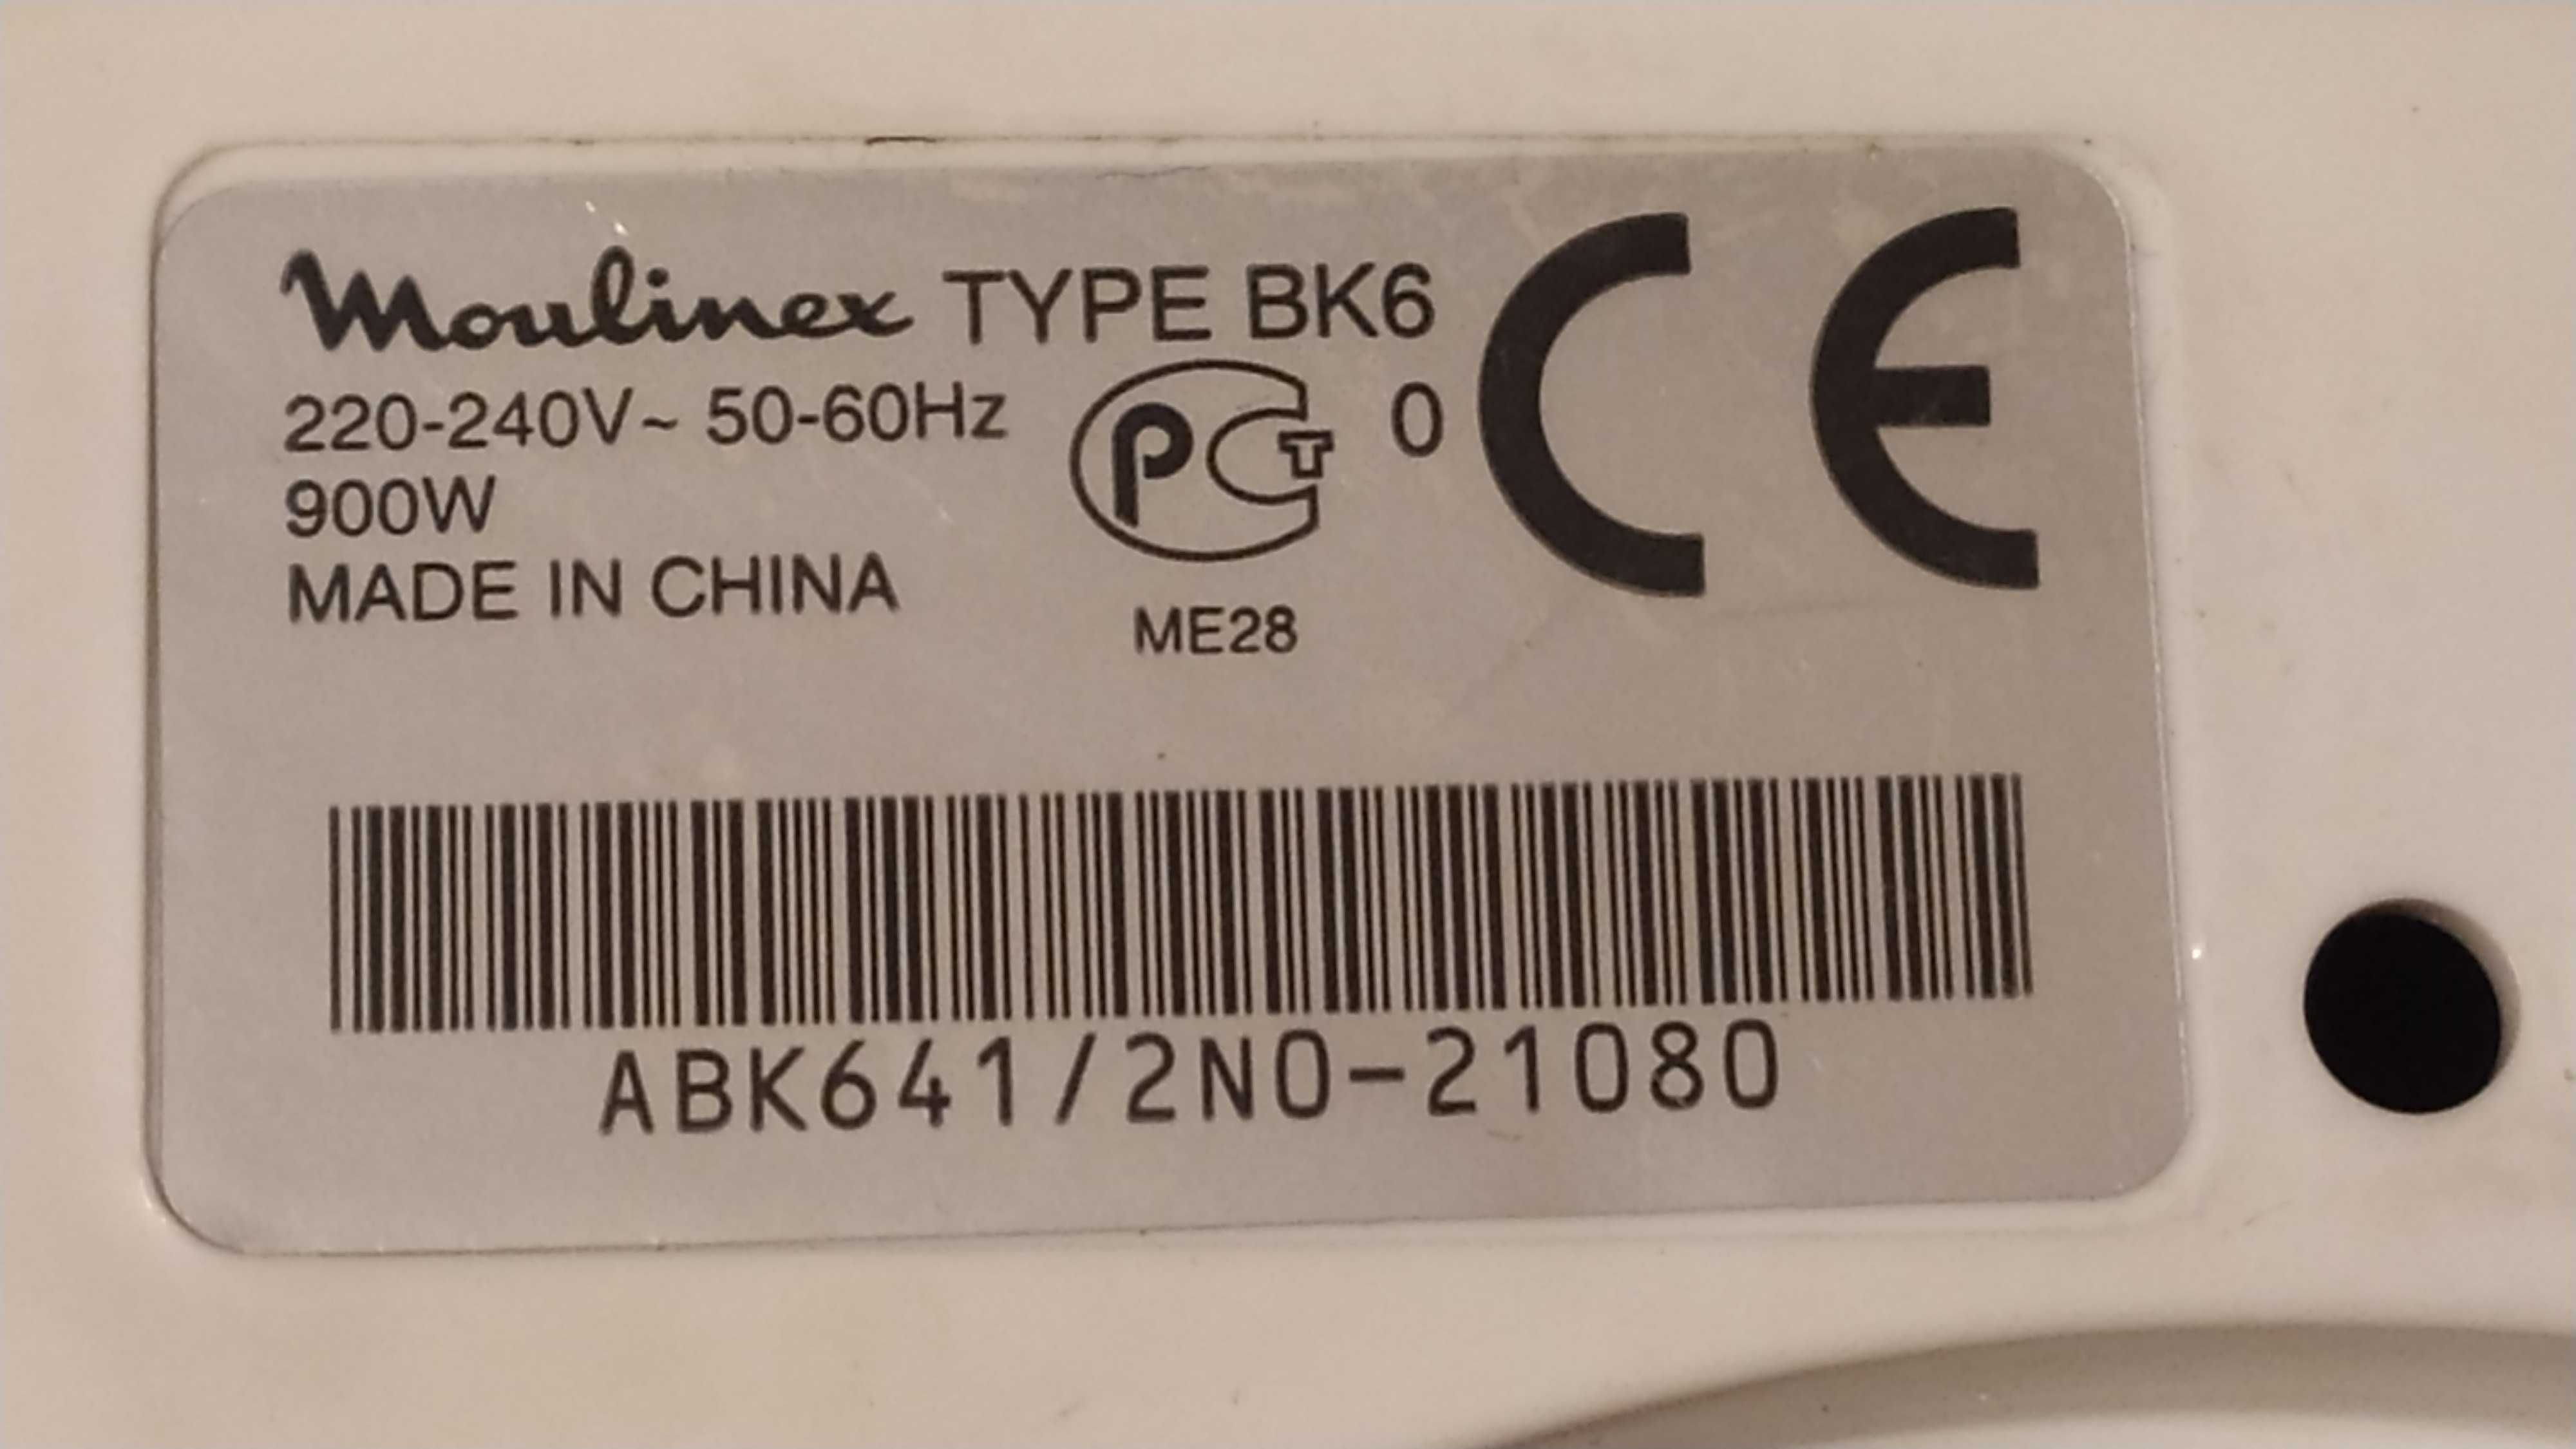 Moulinex TYPE BK6
220-240V~ 50-60Hz
900W
MADE IN CHINA
РСТ
ME28
0
CE
ABK641/2N0-21080